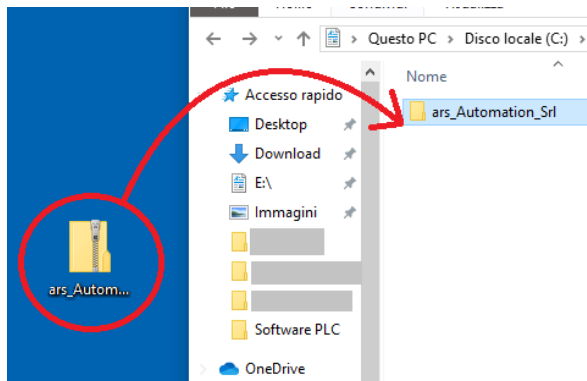 Questo PC > Disco locale (C:) >
Nome
Accesso rapido
ars_Automation_Srl
Desktop
Download
E:\
Immagini
ars_Autom...
Software PLC
OneDrive